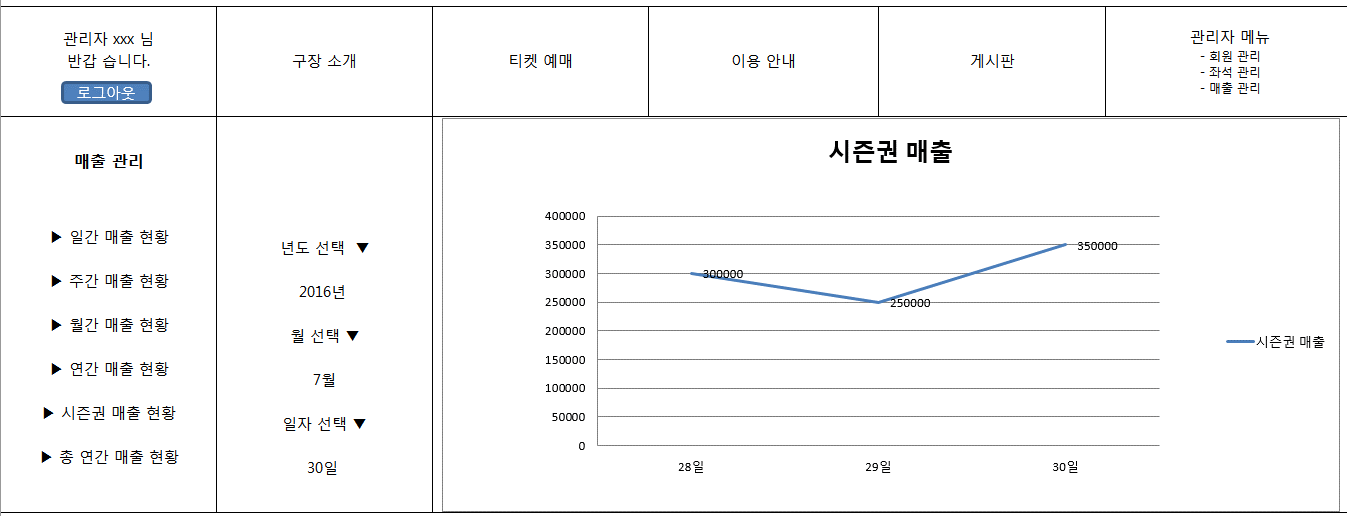 관리자 xxx 님
반갑 습니다.
로그아웃
구장 소개
티켓 예매
이용 안내
게시판
관리자 메뉴
- 회원 관리
- 좌석 관리
- 매출 관리
매출 관리
▶ 일간 매출 현황
▶ 주간 매출 현황
▶ 월간 매출 현황
▶ 연간 매출 현황
▶ 시즌권 매출 현황
▶ 총 연간 매출 현황
년도 선택 ▼
2016년
월 선택 ▼
7월
일자 선택 ▼
30일
시즌권 매출
400000
350000
300000
250000
200000
150000
100000
50000
0
300000
250000
350000
28일
29일
30일
시즌권 매출